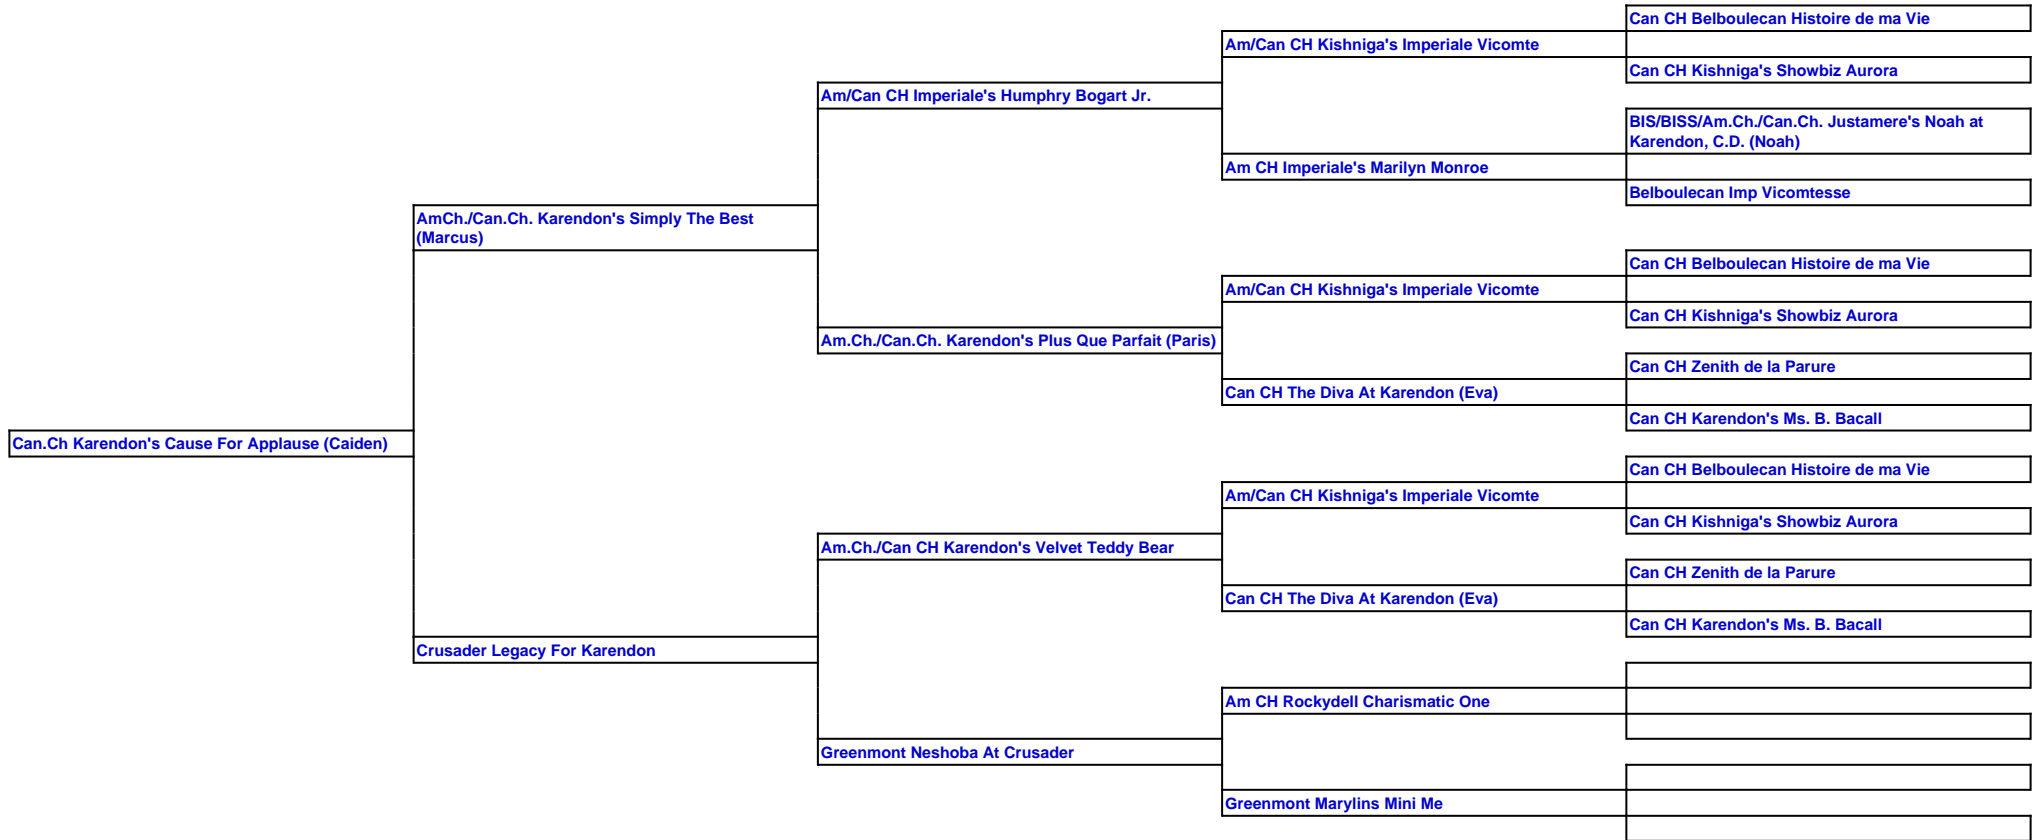 Can CH Belboulecan Histoire de ma Vie
Am/Can CH Kishniga's Imperiale Vicomte
Can CH Kishniga's Showbiz Aurora
Am/Can CH Imperiale's Humphry Bogart Jr.
BIS/BISS/Am.Ch./Can.Ch. Justamere's Noah at
Karendon, C.D. (Noah)
Am CH Imperiale's Marilyn Monroe
Belboulecan Imp Vicomtesse
AmCh./Can.Ch. Karendon's Simply The Best
(Marcus)
Can CH Belboulecan Histoire de ma Vie
Am/Can CH Kishniga's Imperiale Vicomte
Can CH Kishniga's Showbiz Aurora
Am.Ch./Can.Ch. Karendon's Plus Que Parfait (Paris)
Can CH Zenith de la Parure
Can CH The Diva At Karendon (Eva)
Can CH Karendon's Ms. B. Bacall
Can.Ch Karendon's Cause For Applause (Caiden)
Can CH Belboulecan Histoire de ma Vie
Am/Can CH Kishniga's Imperiale Vicomte
Can CH Kishniga's Showbiz Aurora
Am.Ch./Can CH Karendon's Velvet Teddy Bear
Can CH Zenith de la Parure
Can CH The Diva At Karendon (Eva)
Can CH Karendon's Ms. B. Bacall
Crusader Legacy For Karendon
Am CH Rockydell Charismatic One
Greenmont Neshoba At Crusader
Greenmont Marylins Mini Me